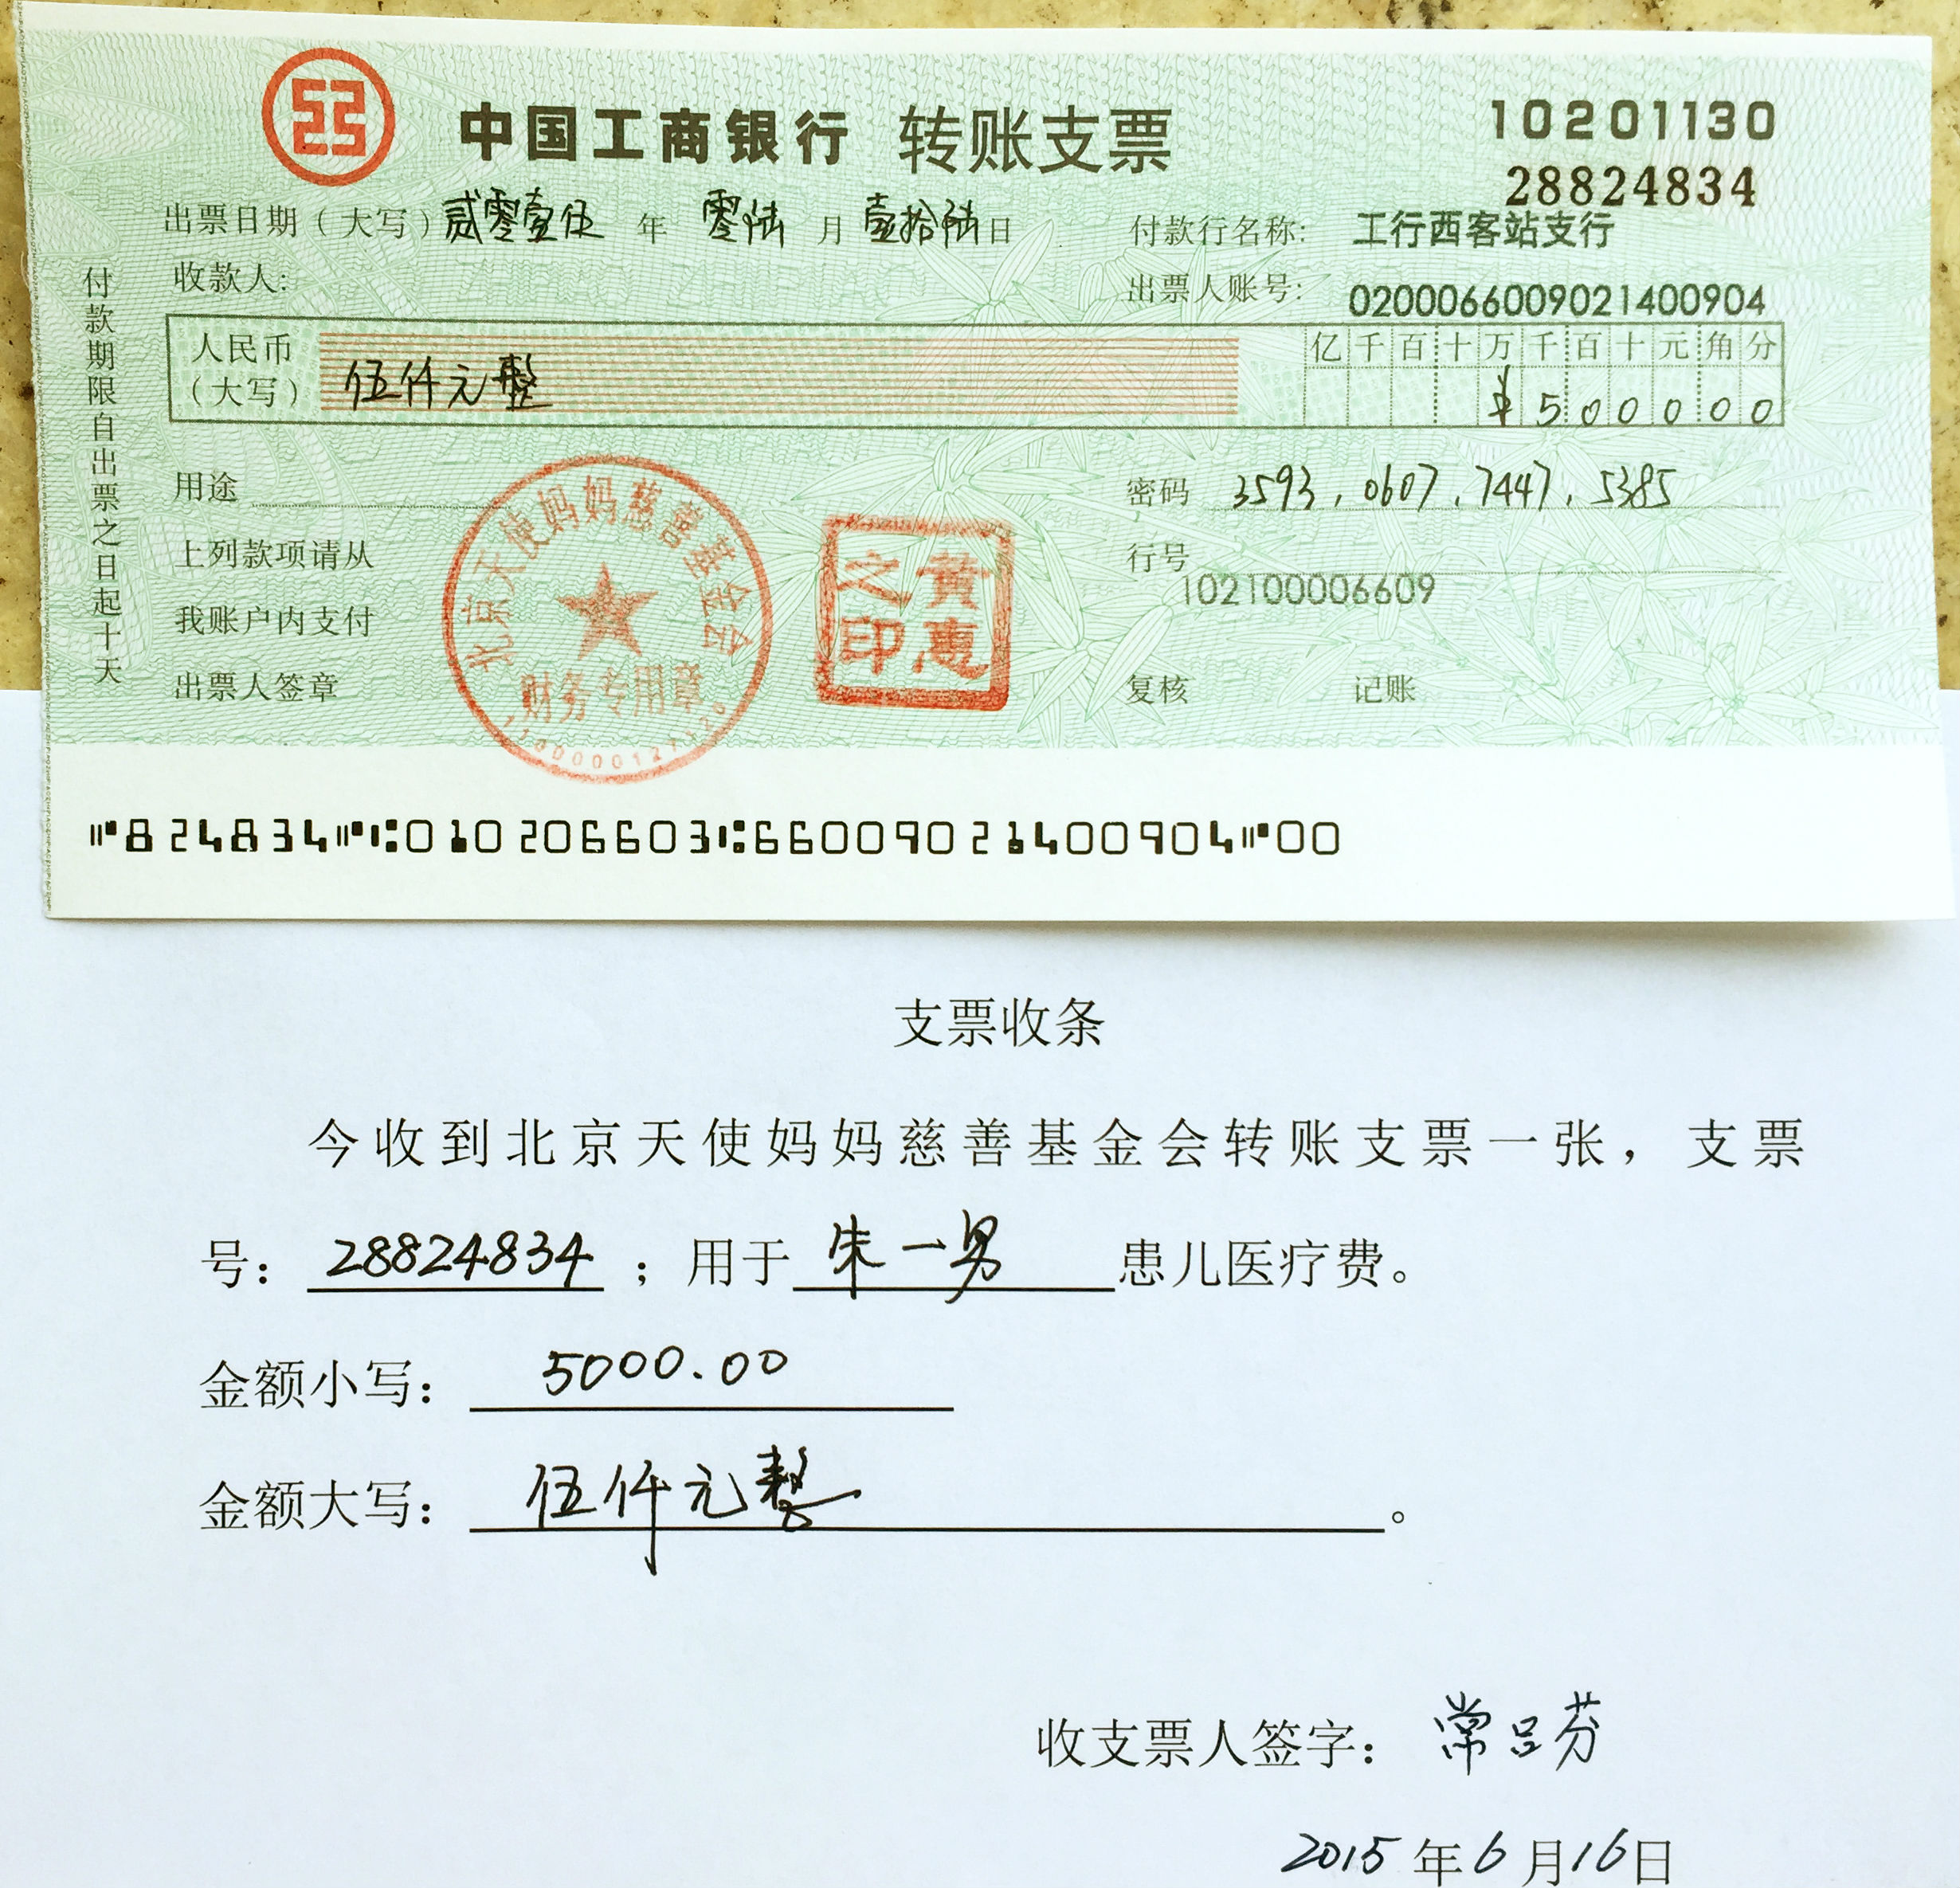 中国工商银行 转账支票
10201130
28824834
出票日期（大写）贰零壹伍 年 零陆 月 壹拾陆日
付款行名称: 工行西客站支行
收款人:
出票人账号: 0200066009021400904
付款期限自出票之日起十天
人民币（大写） 伍仟元整
亿千百十万千百十元角分
¥500000
用途
密码 3593, 0607, 7447, 5385
上列款项请从
行号 102100006609
我账户内支付
出票人签章
复核 记账
北京天使妈妈慈善基金会
财务专用章
黄惠之印
⑈824834⑈⑆010206603⑆66009021400904⑈00
支票收条
今收到北京天使妈妈慈善基金会转账支票一张，支票
号：28824834；用于朱一男患儿医疗费。
金额小写：5000.00
金额大写：伍仟元整。
收支票人签字：常吕芬
2015年6月16日